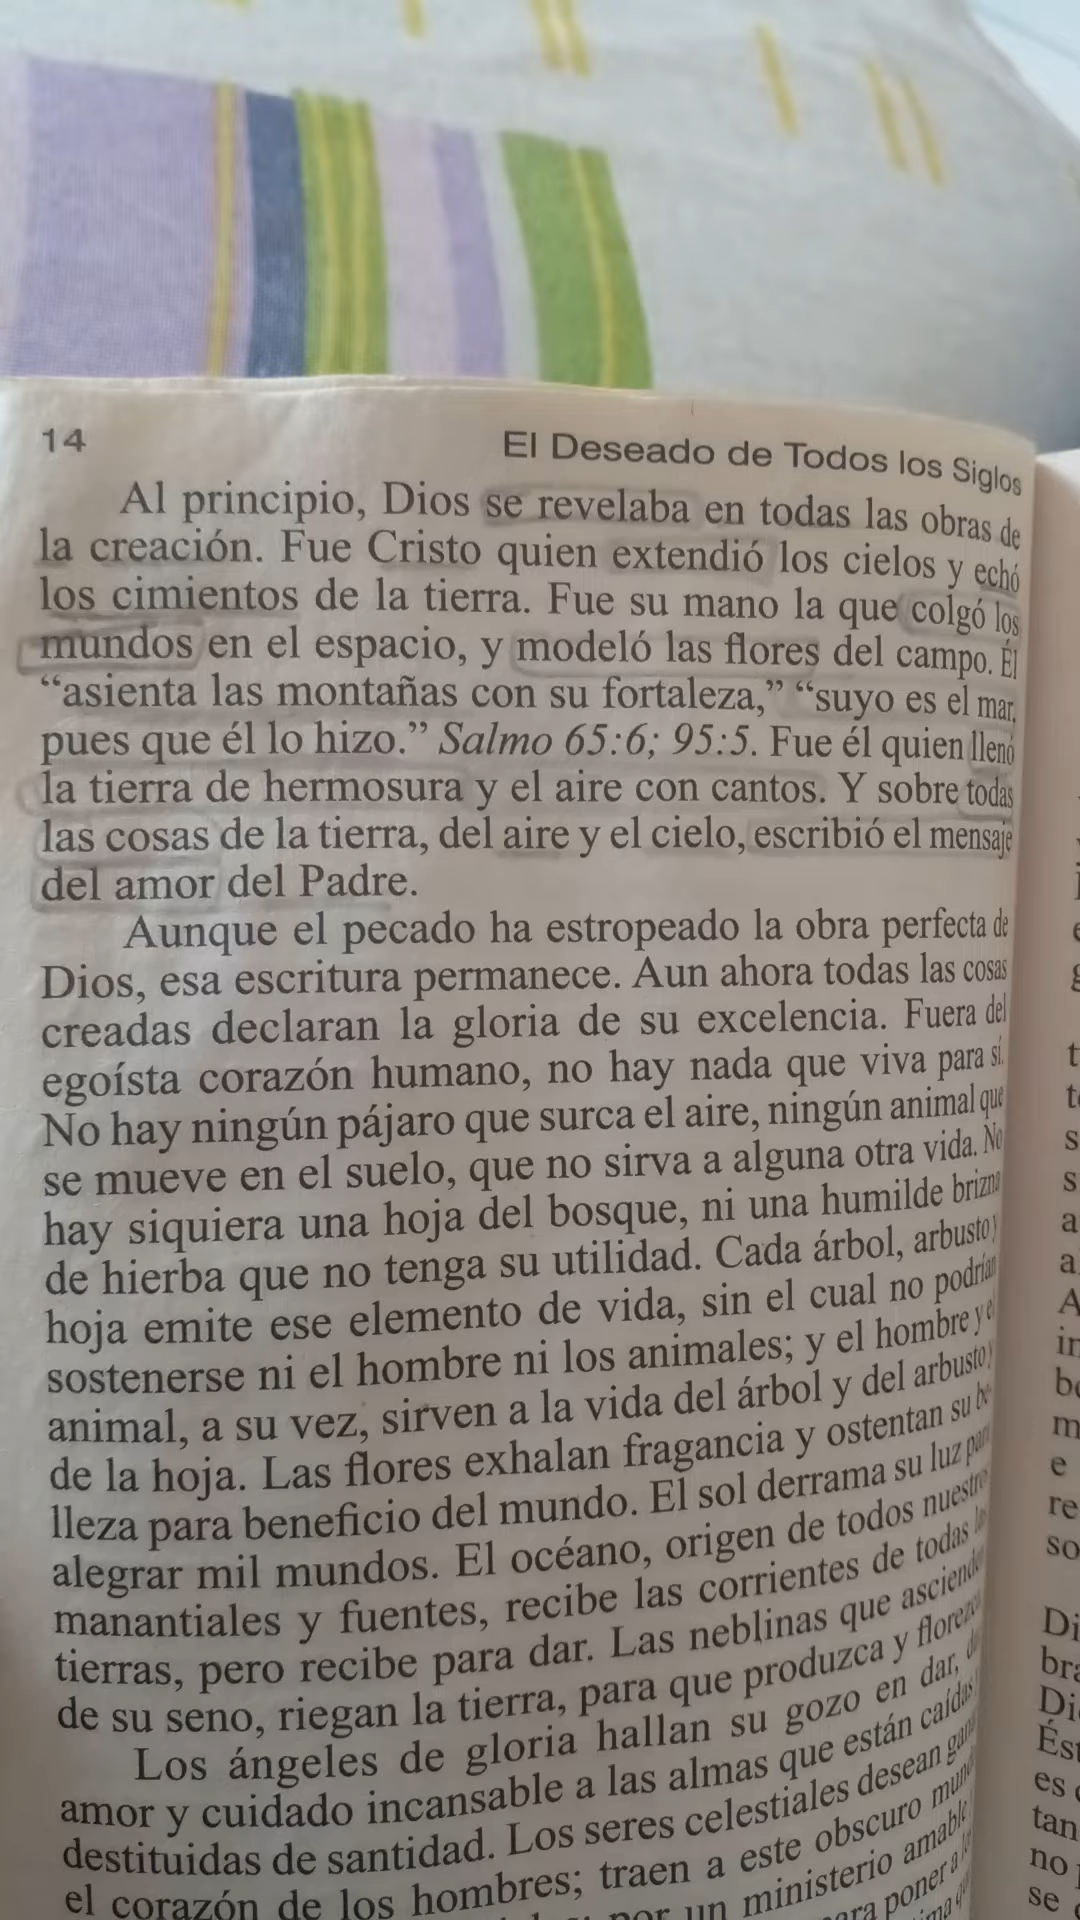 14
El Deseado de Todos los Siglos
Al principio, Dios se revelaba en todas las obras de
la creación. Fue Cristo quien extendió los cielos y echó
los cimientos de la tierra. Fue su mano la que colgó los
mundos en el espacio, y modeló las flores del campo. Él
“asienta las montañas con su fortaleza,” “suyo es el mar,
pues que él lo hizo.” Salmo 65:6; 95:5. Fue él quien llenó
la tierra de hermosura y el aire con cantos. Y sobre todas
las cosas de la tierra, del aire y el cielo, escribió el mensaje
del amor del Padre.
Aunque el pecado ha estropeado la obra perfecta de
Dios, esa escritura permanece. Aun ahora todas las cosas
creadas declaran la gloria de su excelencia. Fuera del
egoísta corazón humano, no hay nada que viva para sí.
No hay ningún pájaro que surca el aire, ningún animal que
se mueve en el suelo, que no sirva a alguna otra vida. No
hay siquiera una hoja del bosque, ni una humilde brizna
de hierba que no tenga su utilidad. Cada árbol, arbusto y
hoja emite ese elemento de vida, sin el cual no podrían
sostenerse ni el hombre ni los animales; y el hombre y el
animal, a su vez, sirven a la vida del árbol y del arbusto y
de la hoja. Las flores exhalan fragancia y ostentan su be-
lleza para beneficio del mundo. El sol derrama su luz para
alegrar mil mundos. El océano, origen de todos nuestros
manantiales y fuentes, recibe las corrientes de todas las
tierras, pero recibe para dar. Las neblinas que ascienden
de su seno, riegan la tierra, para que produzca y florezca
Los ángeles de gloria hallan su gozo en dar,
amor y cuidado incansable a las almas que están caídas
destituidas de santidad. Los seres celestiales desean ganar
el corazón de los hombres; traen a este obscuro mundo
por un ministerio amable
poner a